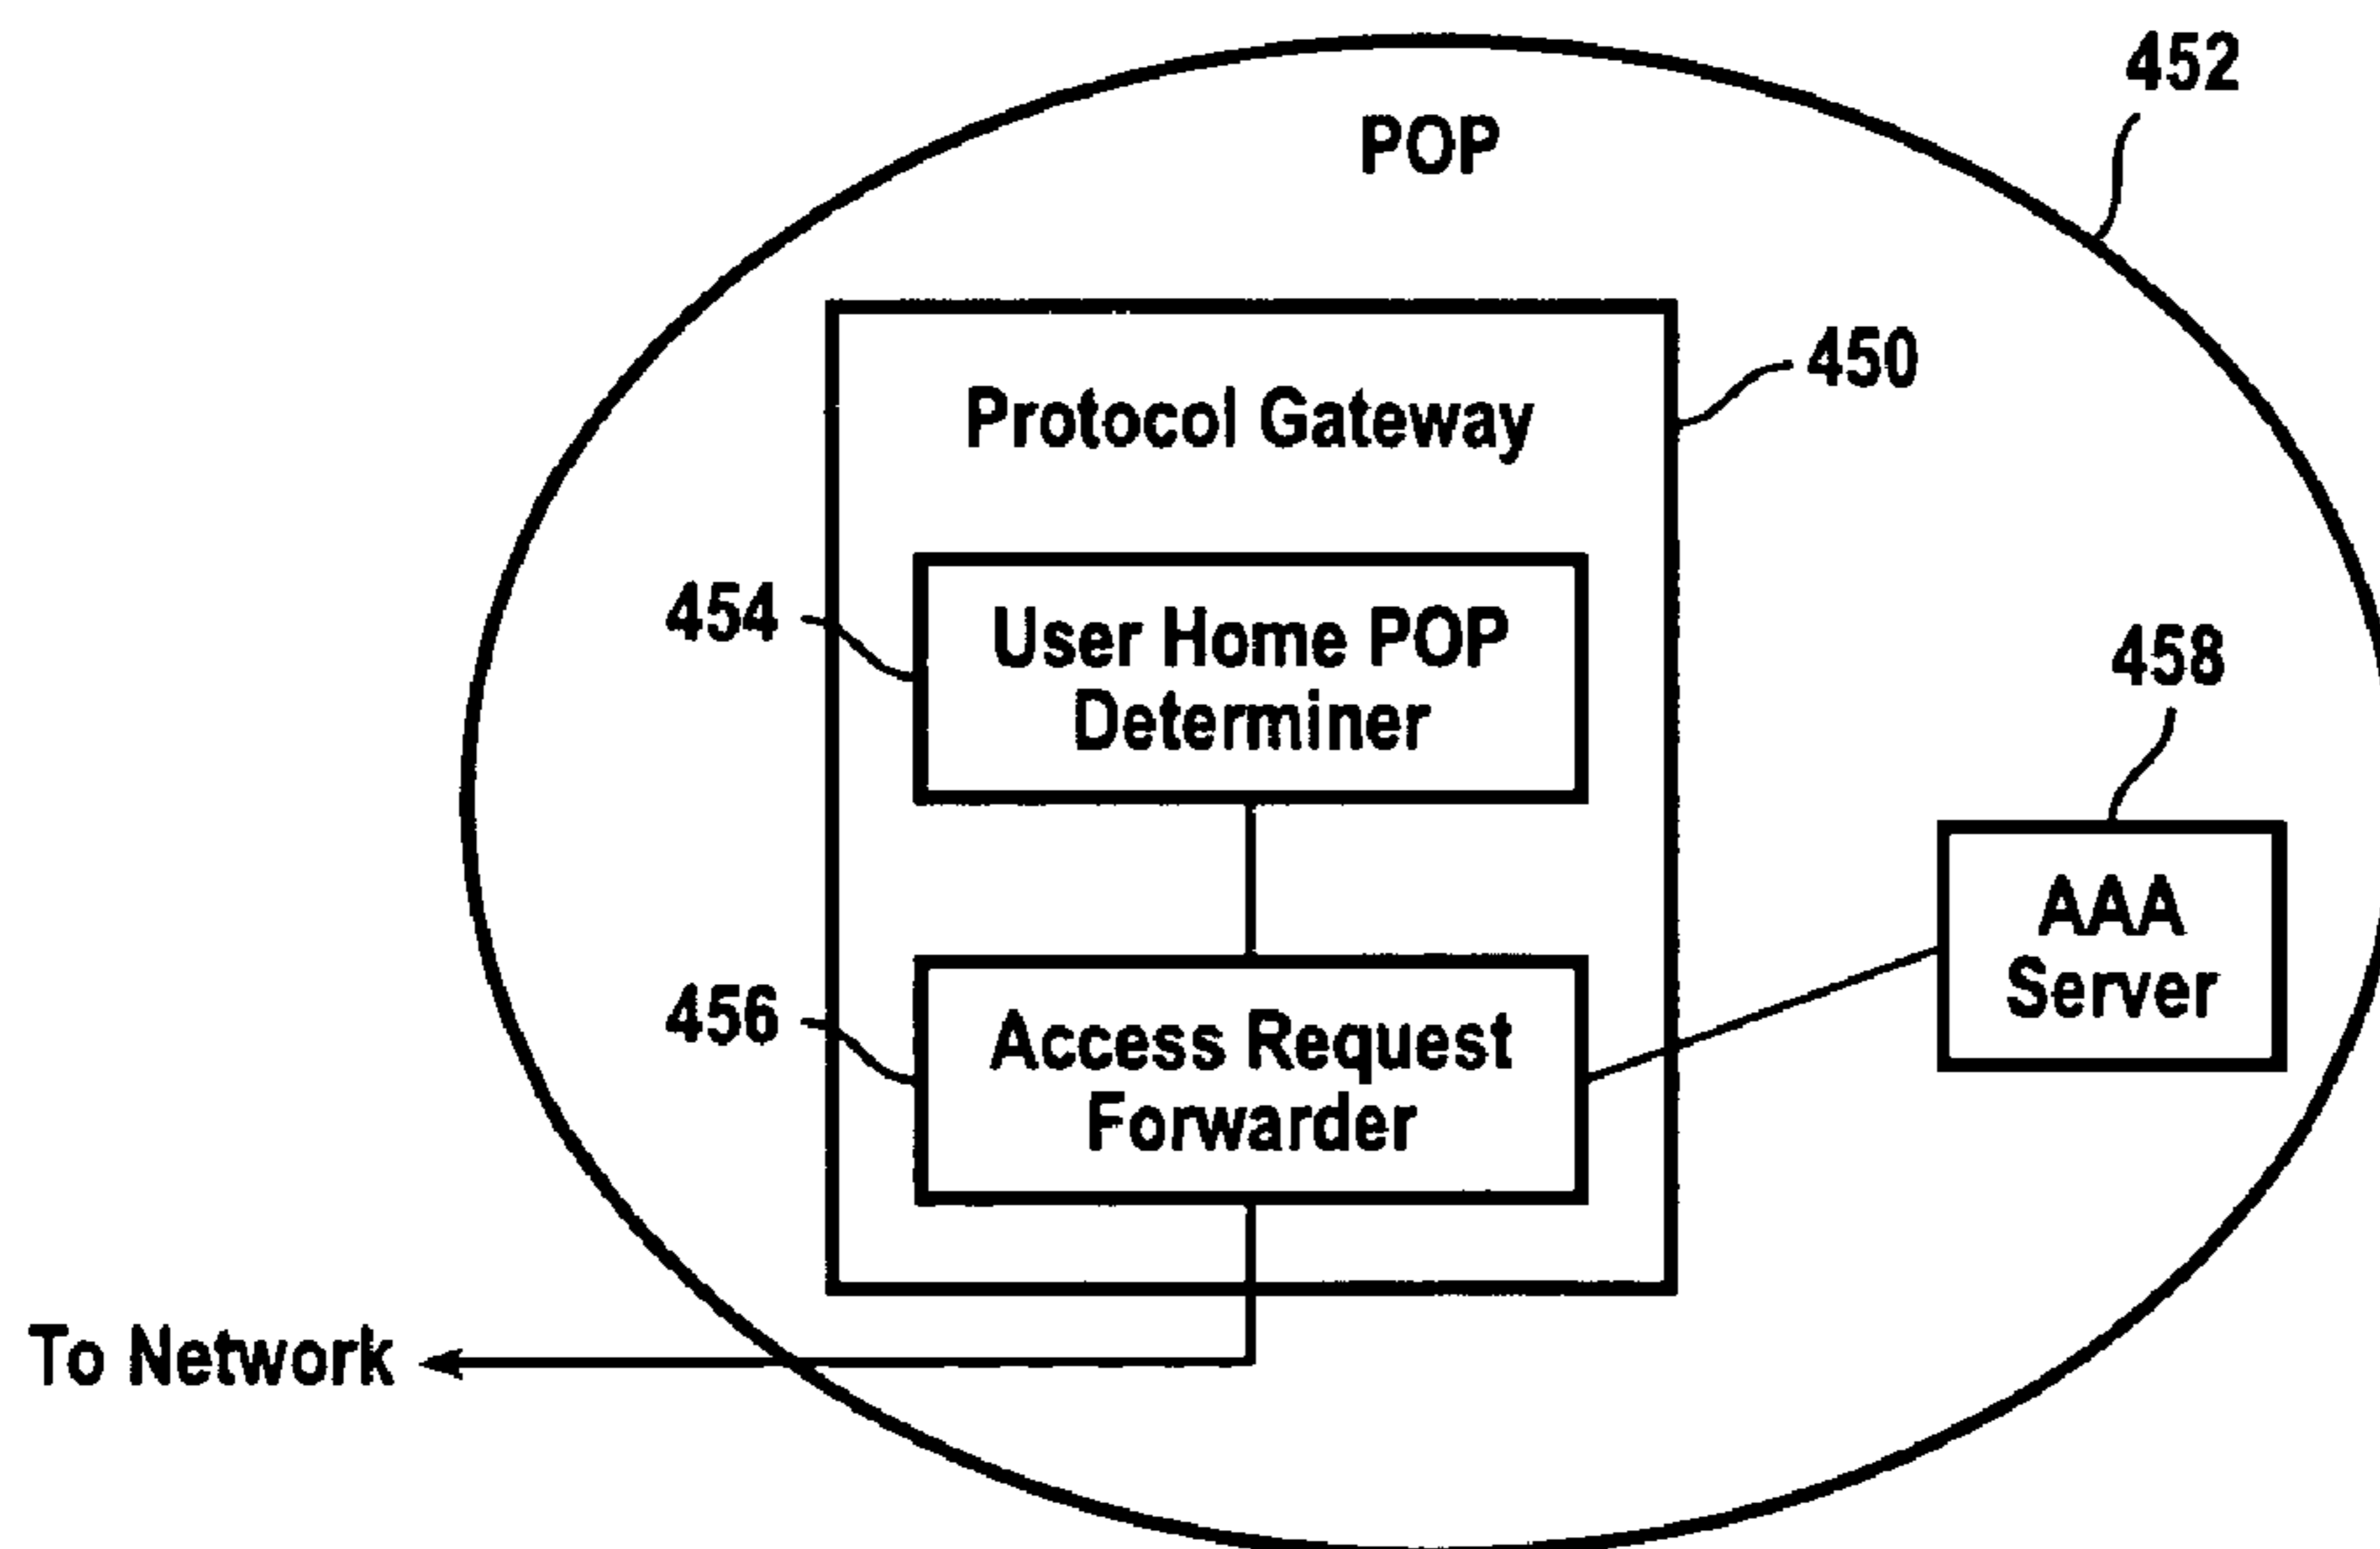 452
POP
450
Protocol Gateway
454
User Home POP
Determiner
458
AAA
Server
456
Access Request
Forwarder
To Network